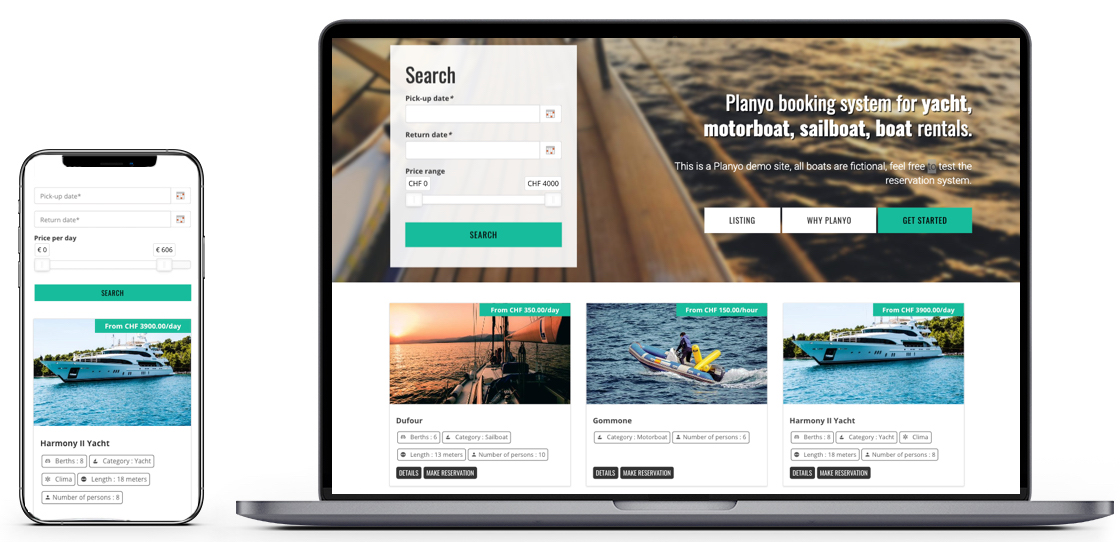 Pick-up date*
Return date*
Price per day
€ 0
€ 606
SEARCH
From CHF 3900.00/day
Harmony II Yacht
Berths : 8
Category : Yacht
Clima
Length : 18 meters
Number of persons : 8
Search
Pick-up date*
Return date*
Price range
CHF 0
CHF 4000
SEARCH
Planyo booking system for yacht,
motorboat, sailboat, boat rentals.
This is a Planyo demo site, all boats are fictional, feel free to test the
reservation system.
LISTING
WHY PLANYO
GET STARTED
From CHF 350.00/day
Dufour
Berths : 6
Category : Sailboat
Length : 13 meters
Number of persons : 10
DETAILS
MAKE RESERVATION
From CHF 150.00/hour
Gommone
Category : Motorboat
Number of persons : 6
DETAILS
MAKE RESERVATION
From CHF 3900.00/day
Harmony II Yacht
Berths : 8
Category : Yacht
Clima
Length : 18 meters
Number of persons : 8
DETAILS
MAKE RESERVATION